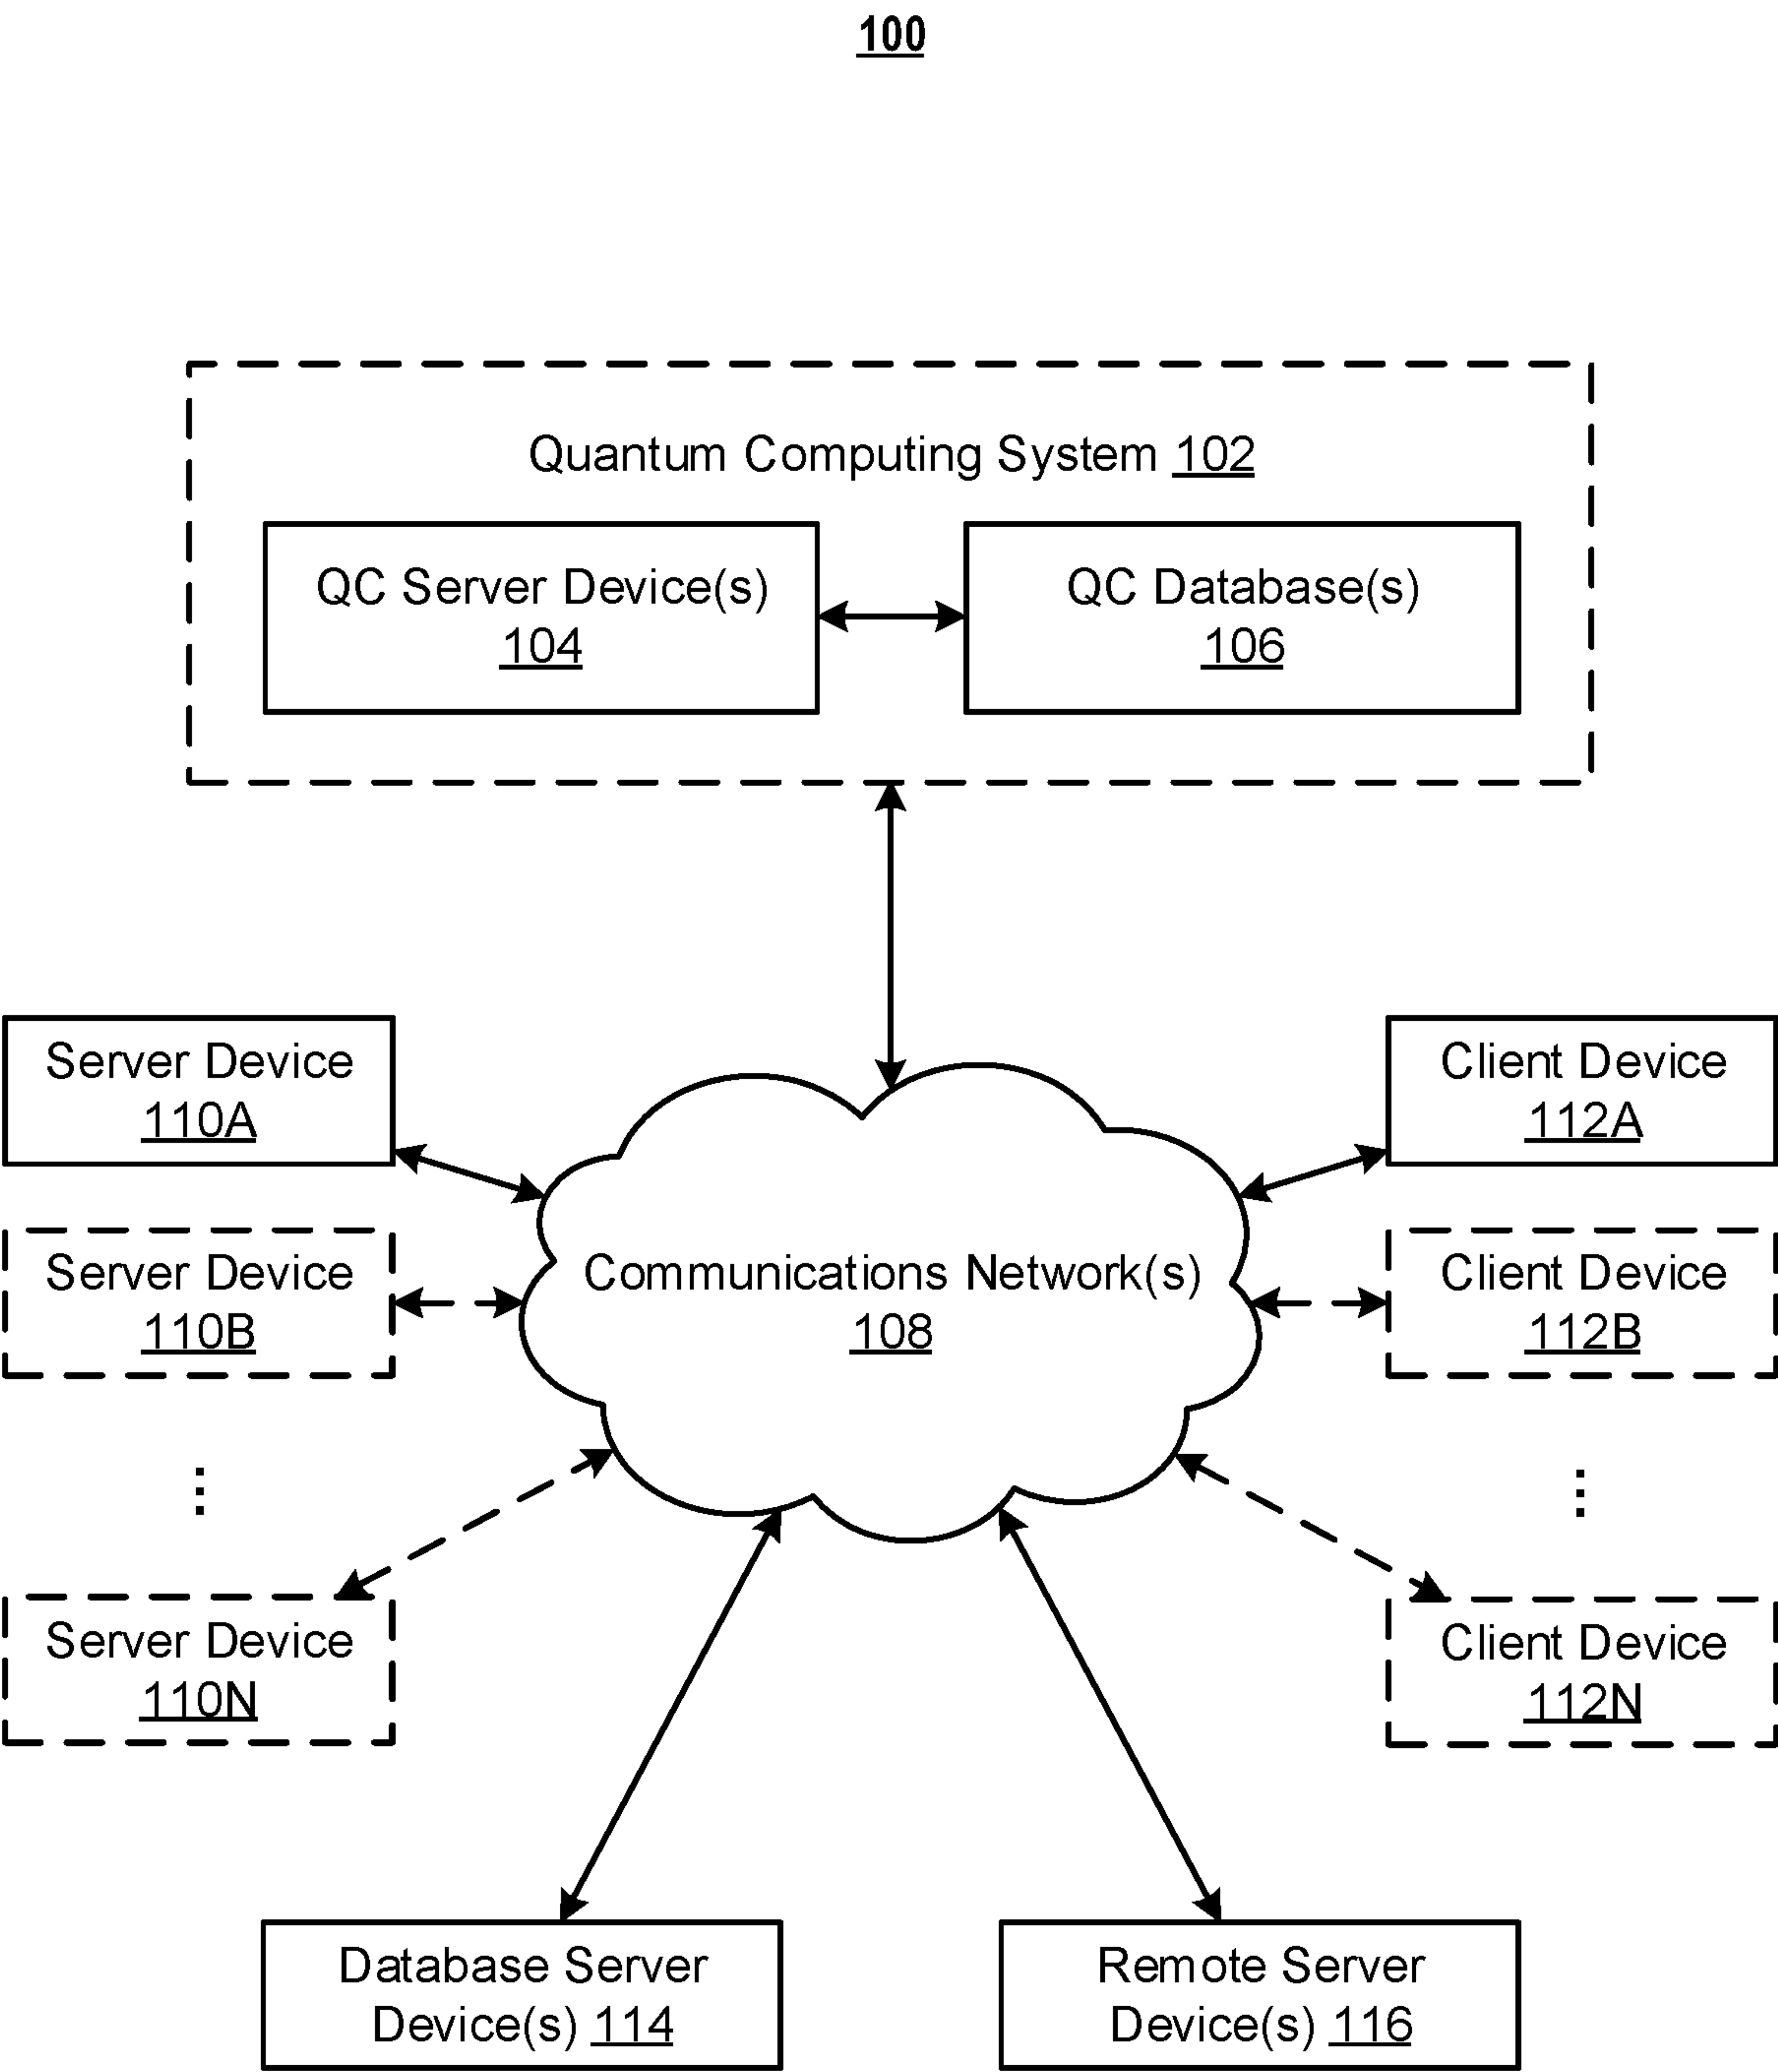 100
Quantum Computing System 102
QC Server Device(s)
104
QC Database(s)
106
Server Device
110A
Client Device
112A
Server Device
110B
Communications Network(s)
108
Client Device
112B
Server Device
110N
Client Device
112N
Database Server
Device(s) 114
Remote Server
Device(s) 116